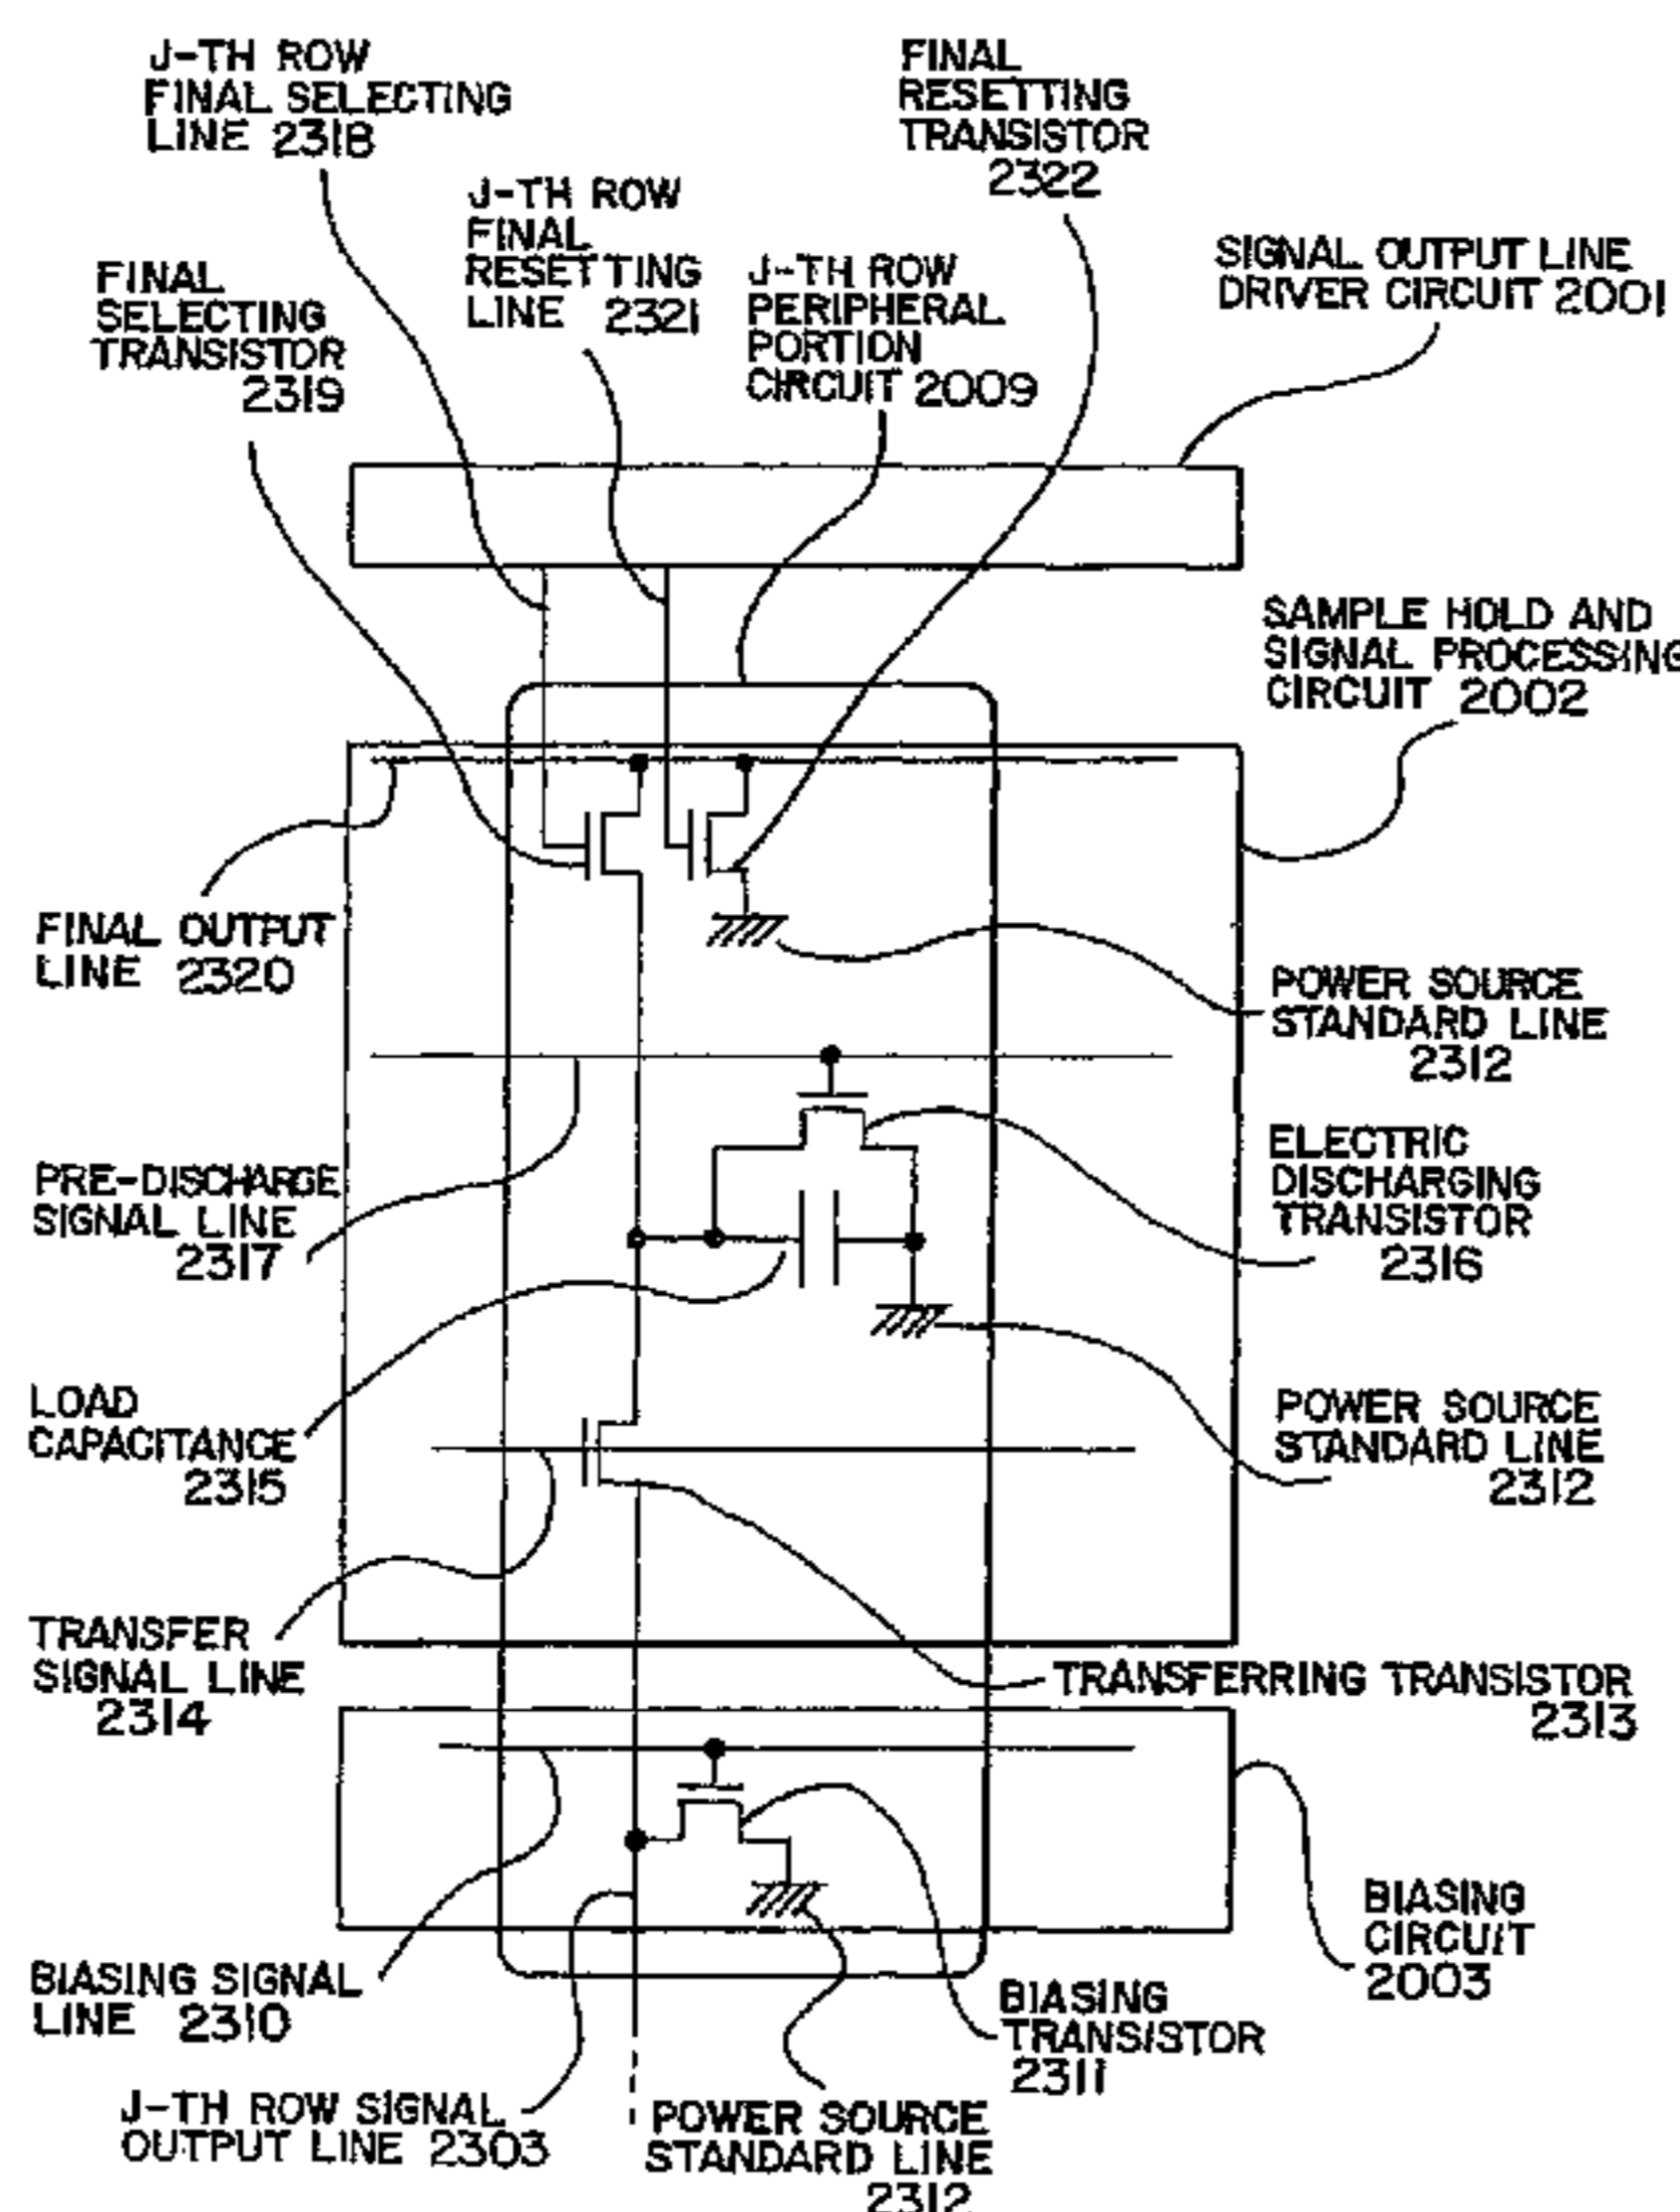 J-TH ROW
FINAL SELECTING
LINE 2318
FINAL
RESETTING
TRANSISTOR
2322
J-TH ROW
FINAL
RESETTING
LINE 2321
SIGNAL OUTPUT LINE
DRIVER CIRCUIT 2001
FINAL
SELECTING
TRANSISTOR
2319
J-TH ROW
PERIPHERAL
PORTION
CIRCUIT 2009
SAMPLE HOLD AND
SIGNAL PROCESSING
CIRCUIT 2002
FINAL OUTPUT
LINE 2320
POWER SOURCE
STANDARD LINE
2312
PRE-DISCHARGE
SIGNAL LINE
2317
ELECTRIC
DISCHARGING
TRANSISTOR
2316
LOAD
CAPACITANCE
2315
POWER SOURCE
STANDARD LINE
2312
TRANSFER
SIGNAL LINE
2314
TRANSFERRING TRANSISTOR
2313
BIASING
CIRCUIT
2003
BIASING SIGNAL
LINE 2310
BIASING
TRANSISTOR
2311
J-TH ROW SIGNAL
OUTPUT LINE 2303
POWER SOURCE
STANDARD LINE
2312